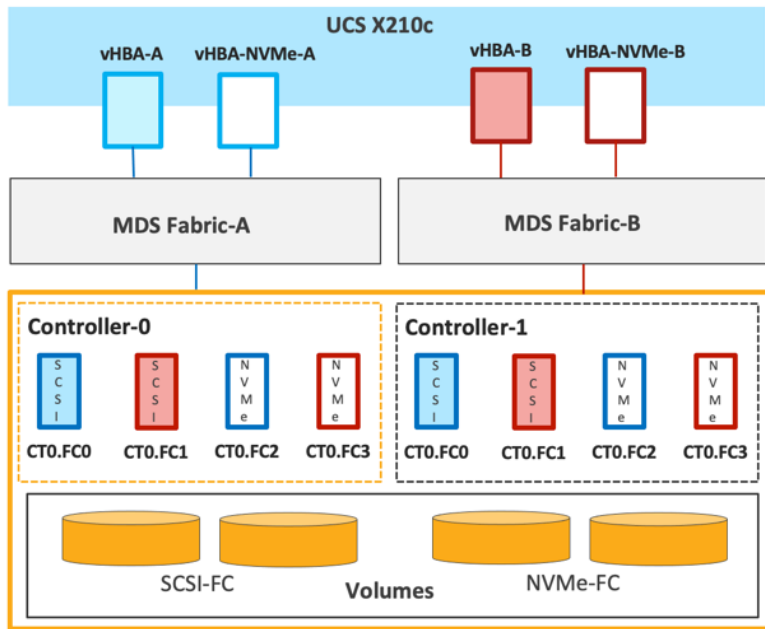 UCS X210c
vHBA-A vHBA-NVMe-A vHBA-B vHBA-NVMe-B
MDS Fabric-A MDS Fabric-B
Controller-0
SCSI SCSI NVMe NVMe
CT0.FC0 CT0.FC1 CT0.FC2 CT0.FC3
Controller-1
SCSI SCSI NVMe NVMe
CT0.FC0 CT0.FC1 CT0.FC2 CT0.FC3
SCSI-FC Volumes NVMe-FC